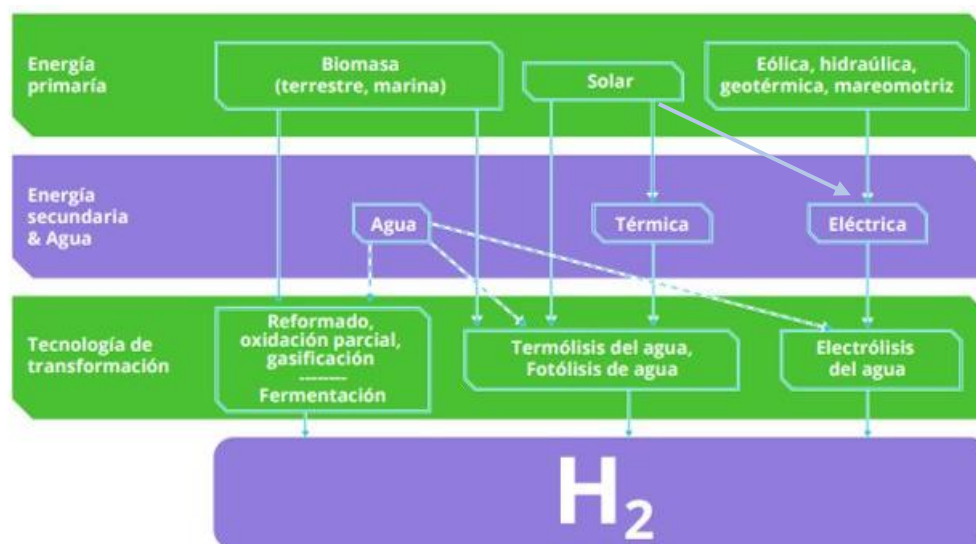 Energía
primaría
Biomasa
(terrestre, marina)
Solar
Eólica, hidraúlica,
geotérmica, mareomotriz
Energía
secundaria
& Agua
Agua
Térmica
Eléctrica
Tecnología de
transformación
Reformado,
oxidación parcial,
gasificación
--------
Fermentación
Termólisis del agua,
Fotólisis de agua
Electrólisis
del agua
H₂